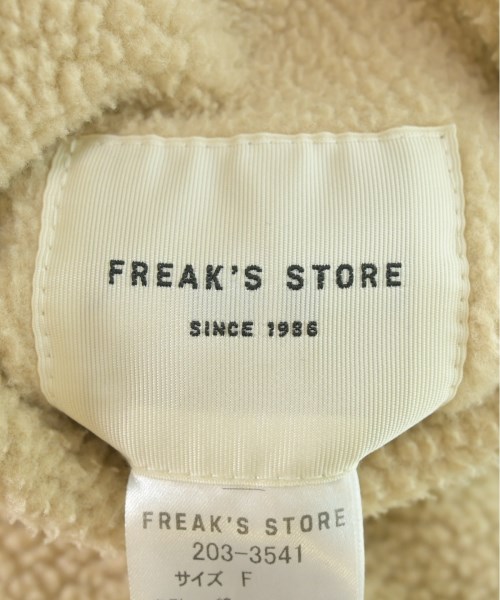 FREAK'S STORE
SINCE 1986
FREAK'S STORE
203-3541
サイズ F